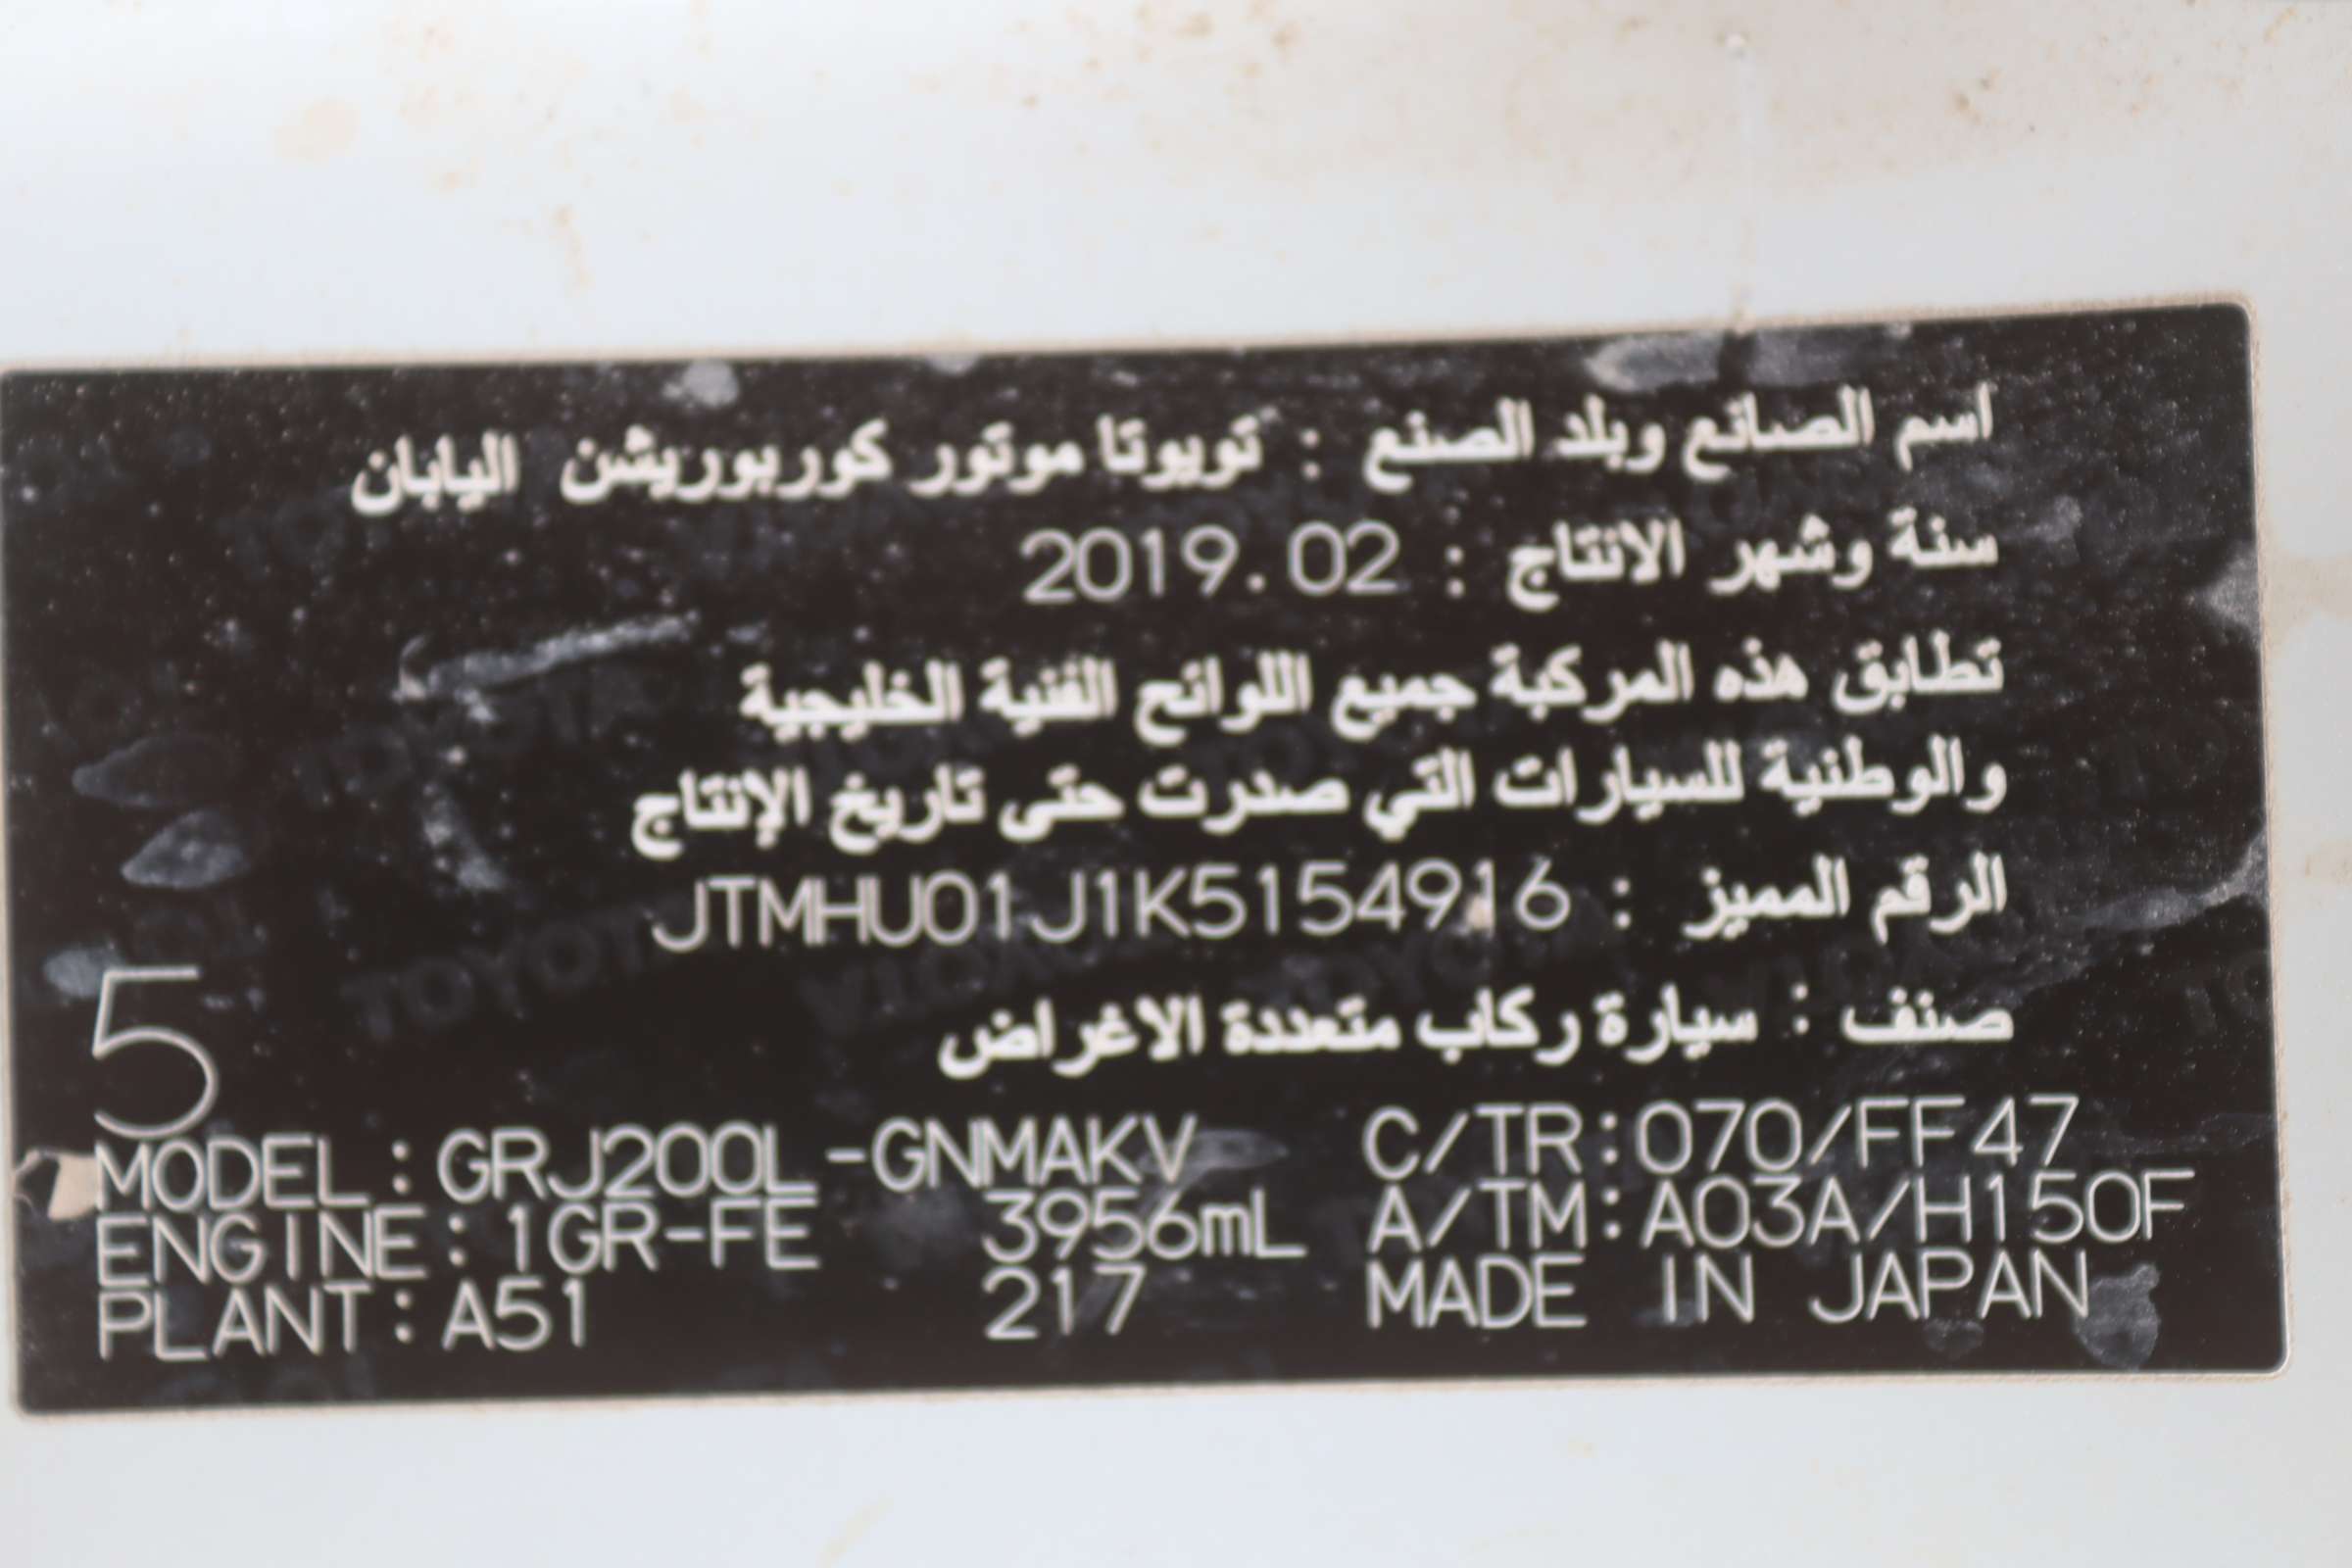 اسم الصانع وبلد الصنع : تويوتا موتور كوربوريشن اليابان
سنة وشهر الانتاج : 2019.02
تطابق هذه المركبة جميع اللوائح الفنية الخليجية
والوطنية للسيارات التي صدرت حتى تاريخ الإنتاج
الرقم المميز : JTMHU01J1K5154916
صنف : سيارة ركاب متعددة الاغراض
5
MODEL:GRJ200L-GNMAKV C/TR:070/FF47
ENGINE:1GR-FE 3956mL A/TM:A03A/H150F
PLANT:A51 217 MADE IN JAPAN